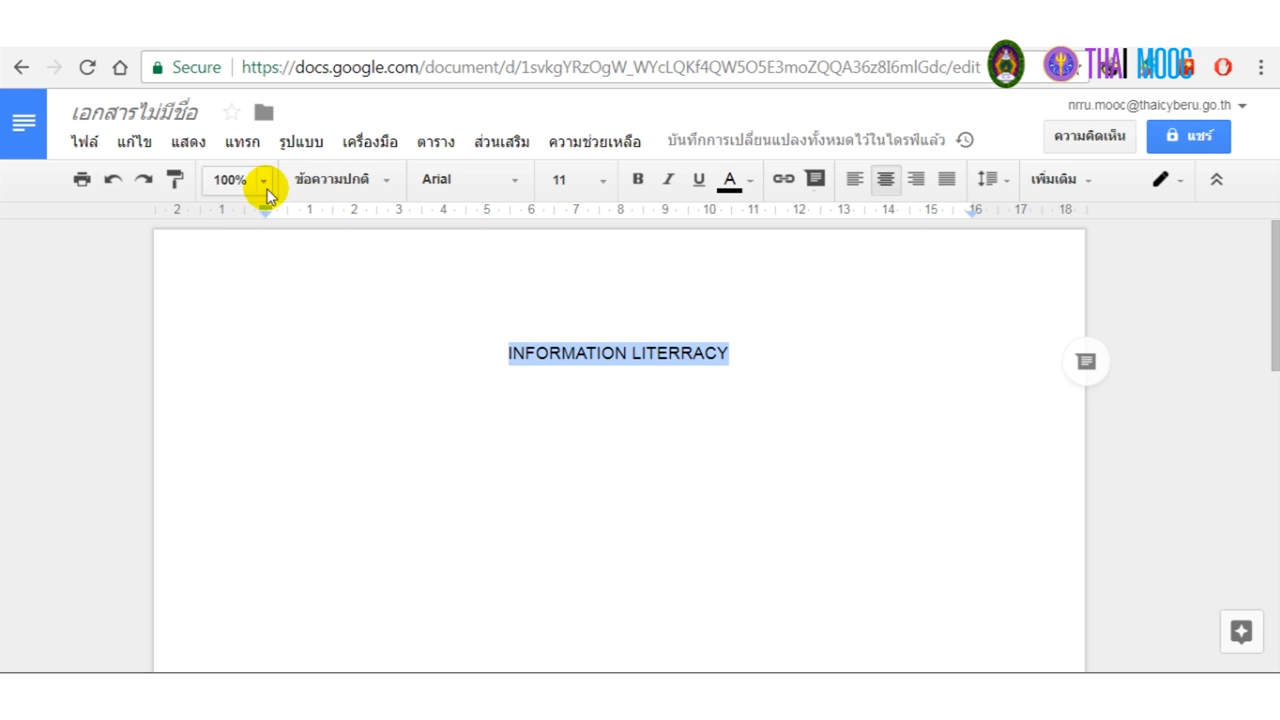 Secure https://docs.google.com/document/d/1svkgYRzOgW_WYcLQKf4QW5O5E3moZQQA36z8I6mlGdc/edit THAI MOOC
เอกสารไม่มีชื่อ nrru.mooc@thaicyberu.go.th
ไฟล์ แก้ไข แสดง แทรก รูปแบบ เครื่องมือ ตาราง ส่วนเสริม ความช่วยเหลือ บันทึกการเปลี่ยนแปลงทั้งหมดไว้ในไดรฟ์แล้ว ความคิดเห็น แชร์
100% ข้อความปกติ Arial 11 B I U A เพิ่มเติม
2 1 1 2 3 4 5 6 7 8 9 10 11 12 13 14 15 16 17 18
INFORMATION LITERRACY